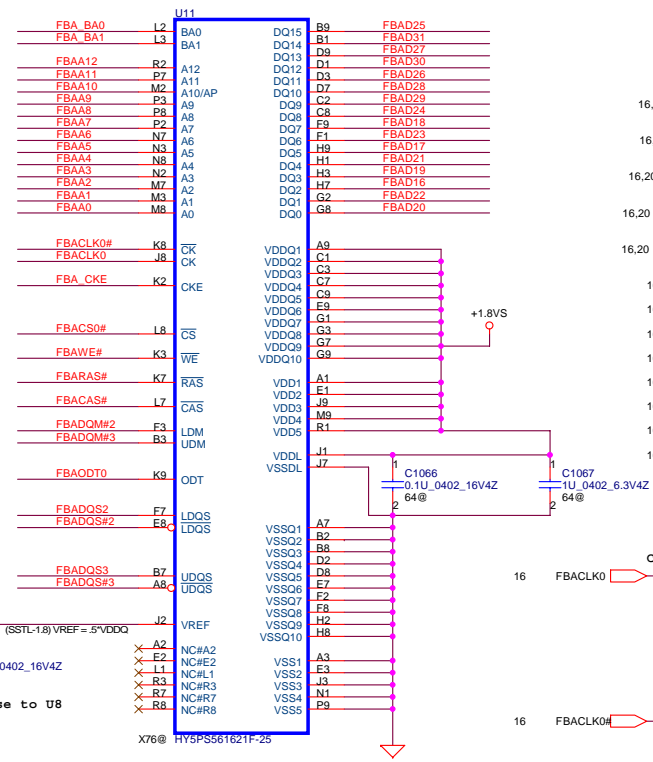 U11
FBA_BA0 L2 BA0 DQ15 B9 FBAD25
FBA_BA1 L3 BA1 DQ14 B1 FBAD31
DQ13 D9 FBAD27
FBAA12 R2 A12 DQ12 D1 FBAD30
FBAA11 P7 A11 DQ11 D3 FBAD26
FBAA10 M2 A10/AP DQ10 D7 FBAD28
FBAA9 P3 A9 DQ9 C2 FBAD29
FBAA8 P8 A8 DQ8 C8 FBAD24
FBAA7 P2 A7 DQ7 F9 FBAD18
FBAA6 N7 A6 DQ6 F1 FBAD23
FBAA5 N3 A5 DQ5 H9 FBAD17
FBAA4 N8 A4 DQ4 H1 FBAD21
FBAA3 N2 A3 DQ3 H3 FBAD19
FBAA2 M7 A2 DQ2 H7 FBAD16
FBAA1 M3 A1 DQ1 G2 FBAD22
FBAA0 M8 A0 DQ0 G8 FBAD20
16,
16,20
16,20
16,20
FBACLK0# K8 CK VDDQ1 A9
FBACLK0 J8 CK VDDQ2 C1
VDDQ3 C3
FBA_CKE K2 CKE VDDQ4 C7
VDDQ5 C9
VDDQ6 E9
VDDQ7 G1
FBACS0# L8 CS VDDQ8 G3
VDDQ9 G7
FBAWE# K3 WE VDDQ10 G9
+1.8VS
FBARAS# K7 RAS VDD1 A1
VDD2 E1
FBACAS# L7 CAS VDD3 J9
VDD4 M9
FBADQM#2 F3 LDM VDD5 R1
FBADQM#3 B3 UDM
VDDL J1
VSSDL J7
FBAODT0 K9 ODT
1 C1066
0.1U_0402_16V4Z
64@
2
1 C1067
1U_0402_6.3V4Z
64@
2
FBADQS2 F7 LDQS
FBADQS#2 E8 LDQS
VSSQ1 A7
VSSQ2 B2
VSSQ3 B8
VSSQ4 D2
FBADQS3 B7 UDQS VSSQ5 D8
FBADQS#3 A8 UDQS VSSQ6 E7
VSSQ7 F2
VSSQ8 F8
VSSQ9 H2
VSSQ10 H8
J2 VREF
(SSTL-1.8) VREF = .5*VDDQ
A2 NC#A2 VSS1 A3
E2 NC#E2 VSS2 E3
L1 NC#L1 VSS3 J3
R3 NC#R3 VSS4 N1
R7 NC#R7 VSS5 P9
R8 NC#R8
0402_16V4Z
se to U8
X76@ HY5PS561621F-25
16 FBACLK0
16 FBACLK0#